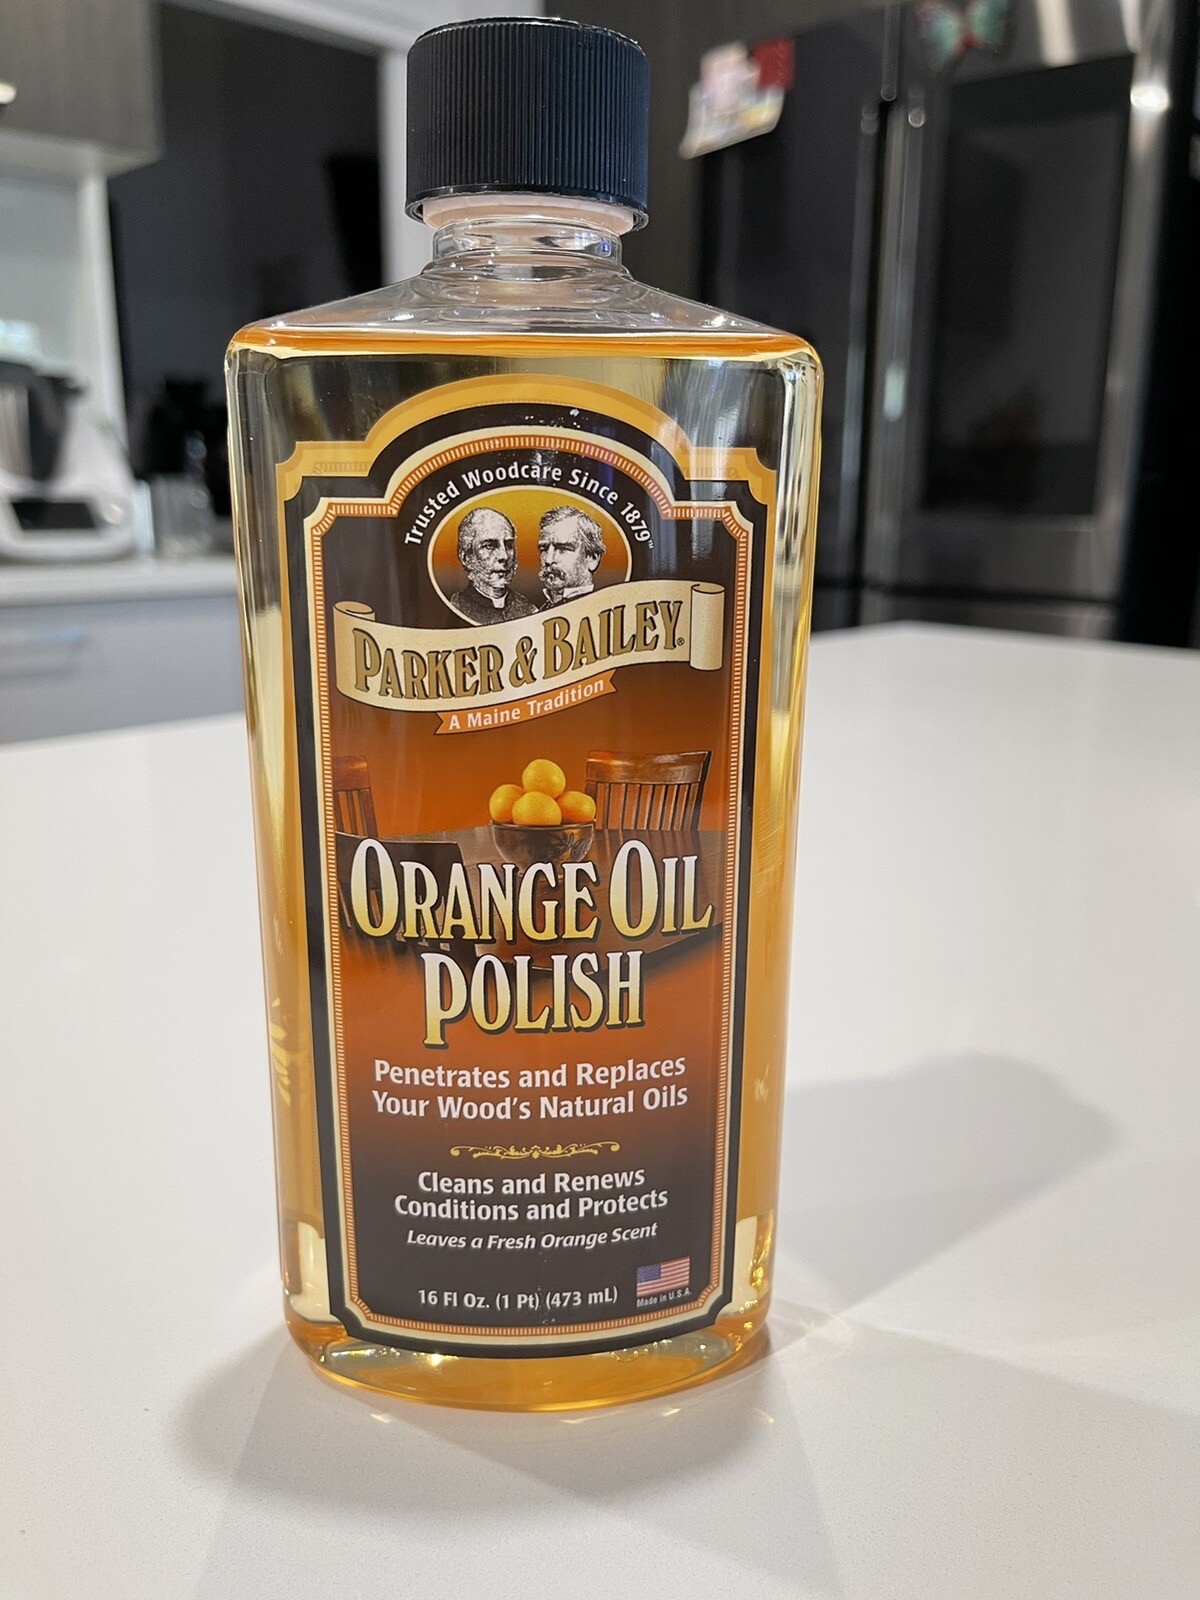 Trusted Woodcare Since 1879™
PARKER & BAILEY®
A Maine Tradition
ORANGE OIL
POLISH
Penetrates and Replaces
Your Wood's Natural Oils
Cleans and Renews
Conditions and Protects
Leaves a Fresh Orange Scent
16 Fl Oz. (1 Pt) (473 mL)
Made in U.S.A.